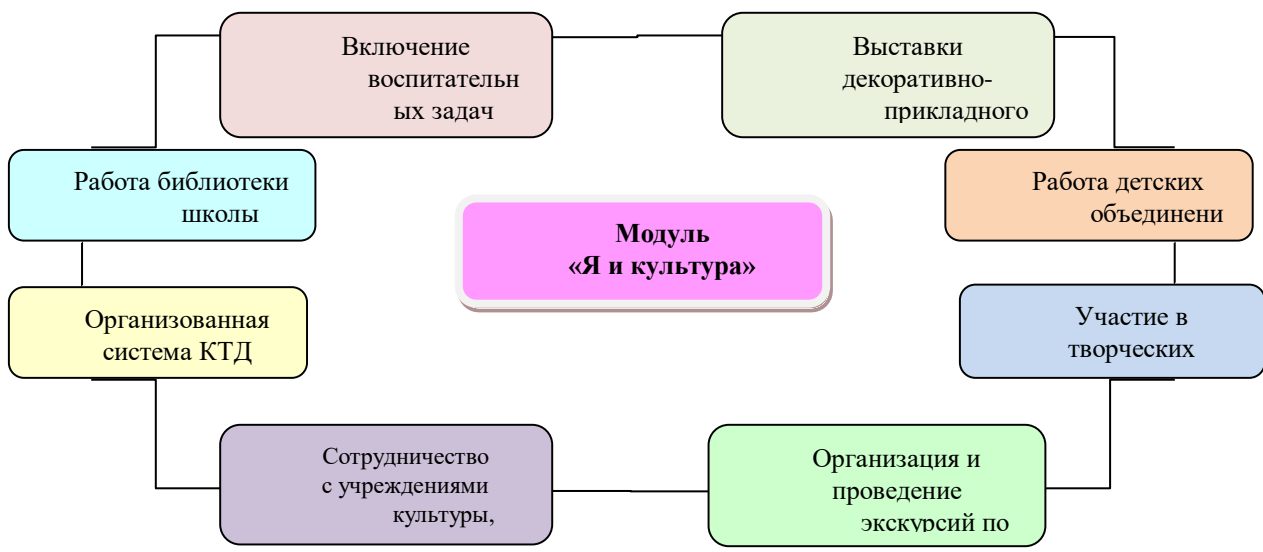 Включение
воспитательн
ых задач
Выставки
декоративно-
прикладного
Работа библиотеки
школы
Работа детских
объединени
Модуль
«Я и культура»
Организованная
система КТД
Участие в
творческих
Сотрудничество
с учреждениями
культуры,
Организация и
проведение
экскурсий по